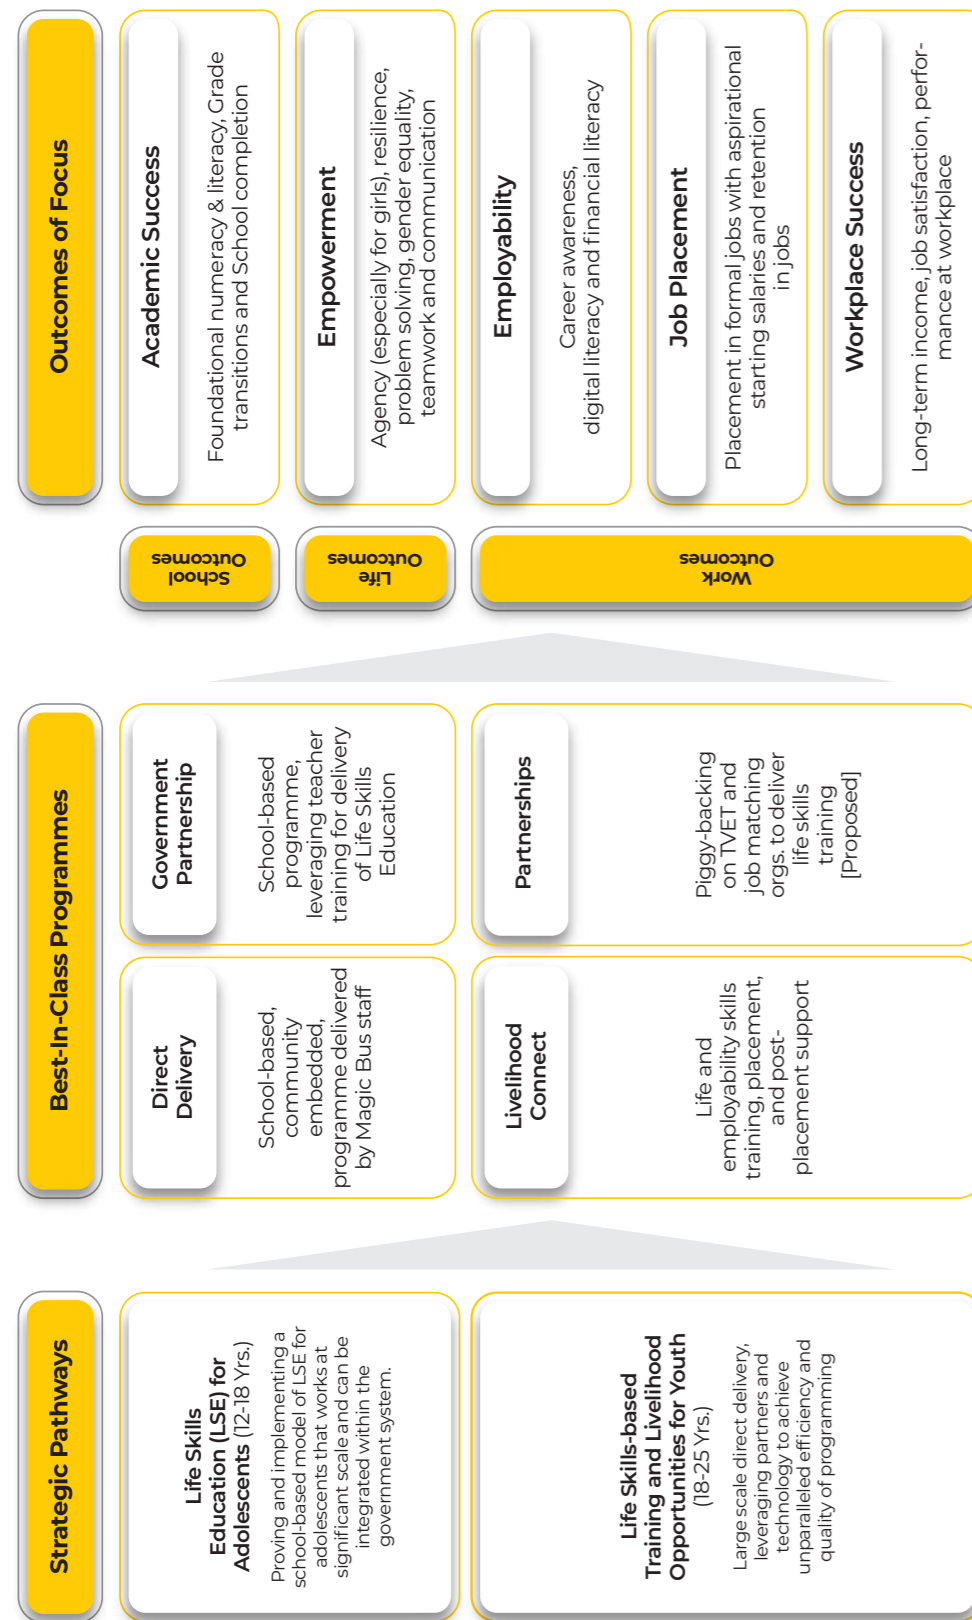 Strategic Pathways
Life Skills
Education (LSE) for
Adolescents (12-18 Yrs.)
Proving and implementing a
school-based model of LSE for
adolescents that works at
significant scale and can be
integrated within the
government system.
Life Skills-based
Training and Livelihood
Opportunities for Youth
(18-25 Yrs.)
Large scale direct delivery,
leveraging partners and
technology to achieve
unparalleled efficiency and
quality of programming
Best-In-Class Programmes
Direct
Delivery
School-based,
community
embedded,
programme delivered
by Magic Bus staff
Government
Partnership
School-based
programme,
leveraging teacher
training for delivery
of Life Skills
Education
Livelihood
Connect
Life and
employability skills
training, placement,
and post-
placement support
Partnerships
Piggy-backing
on TVET and
job matching
orgs. to deliver
life skills
training
[Proposed]
Outcomes of Focus
School
Outcomes
Academic Success
Foundational numeracy & literacy, Grade
transitions and School completion
Life
Outcomes
Empowerment
Agency (especially for girls), resilience,
problem solving, gender equality,
teamwork and communication
Work
Outcomes
Employability
Career awareness,
digital literacy and financial literacy
Job Placement
Placement in formal jobs with aspirational
starting salaries and retention
in jobs
Workplace Success
Long-term income, job satisfaction, perfor-
mance at workplace